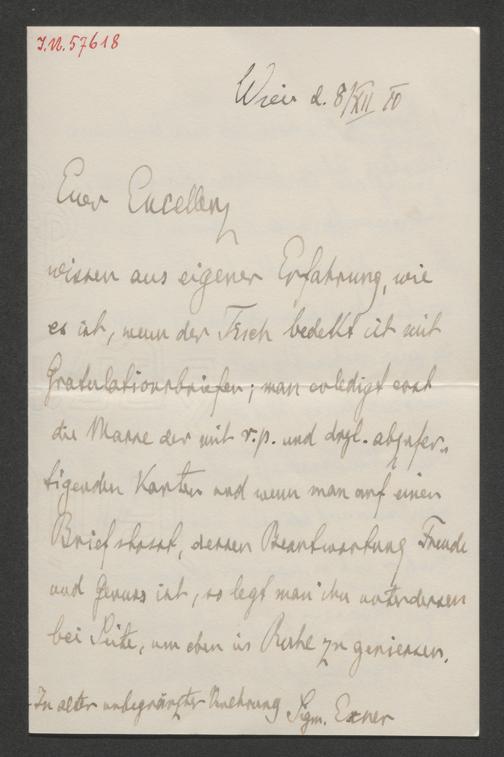 I.N. 57618
Wien d. 8/XII 10
Euer Excellenz
wissen aus eigener Erfahrung, wie
es ist, wenn der Tisch bedeckt ist mit
Gratulationsbriefen; man erledigt erst
die Masse der mit r.p. und drgl. abzufer-
tigenden Karten und wenn man auf einen
Brief stosst, dessen Beantwortung Freude
und Genuss ist, so legt man ihn unterdessen
bei Seite, um eben in Ruhe zu geniessen.
In alter unbegränzter Verehrung Sigm. Exner